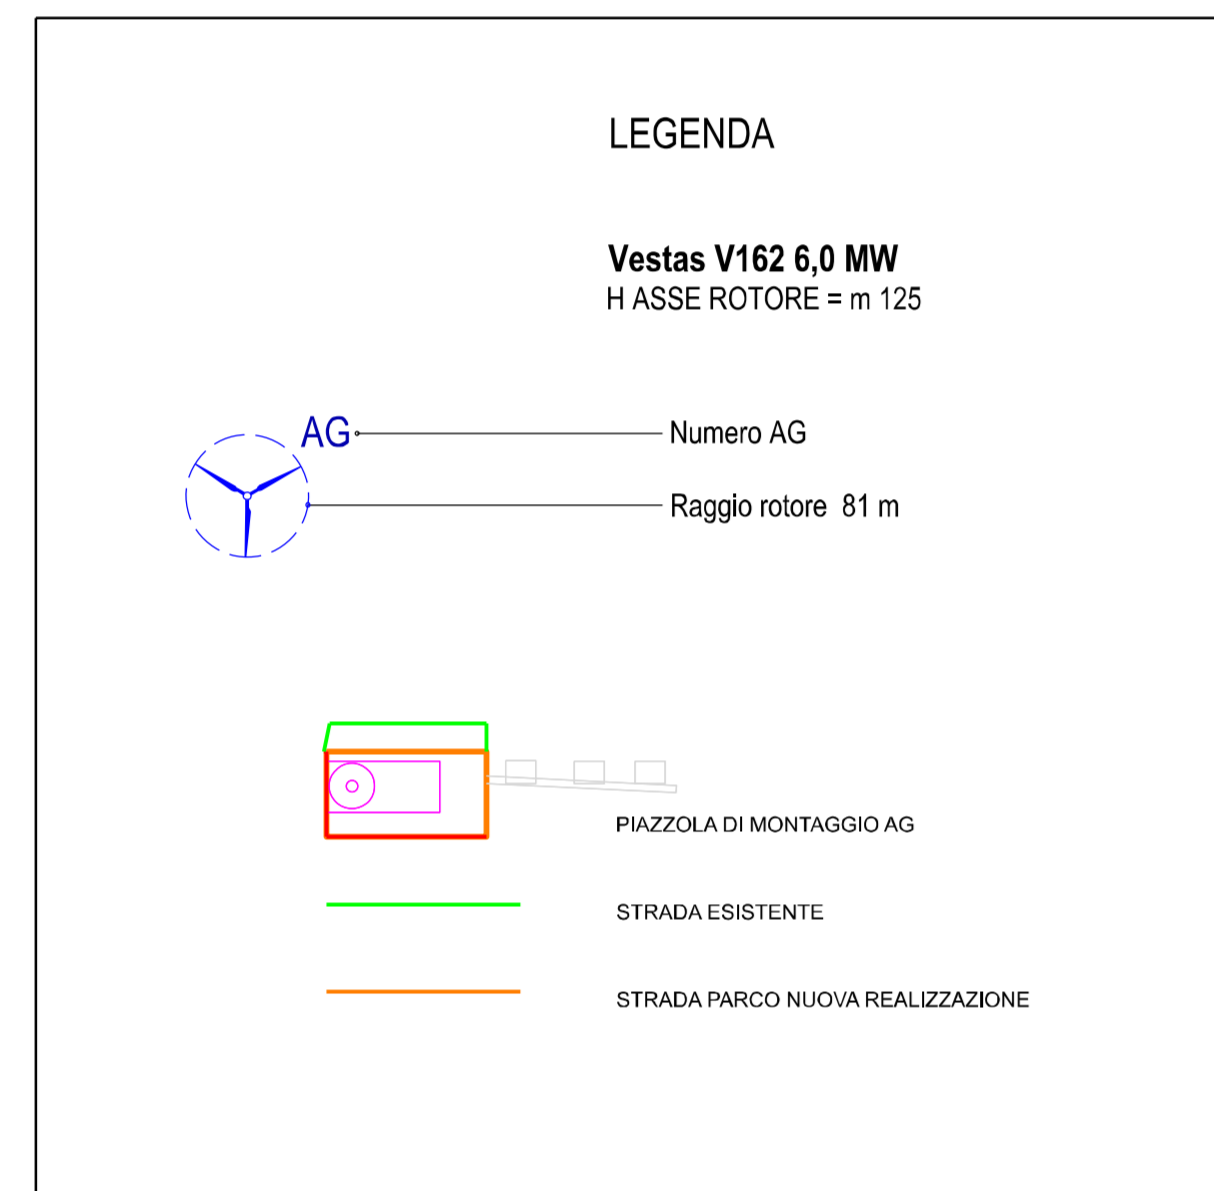 LEGENDA
Vestas V162 6,0 MW
H ASSE ROTORE = m 125
AG
Numero AG
Raggio rotore 81 m
PIAZZOLA DI MONTAGGIO AG
STRADA ESISTENTE
STRADA PARCO NUOVA REALIZZAZIONE